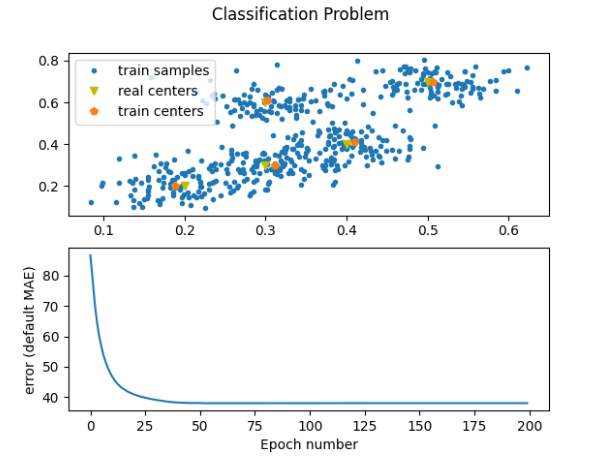 Classification Problem
0.8
0.6
0.4
0.2
train samples
real centers
train centers
0.1 0.2 0.3 0.4 0.5 0.6
error (default MAE)
80
70
60
50
40
0 25 50 75 100 125 150 175 200
Epoch number